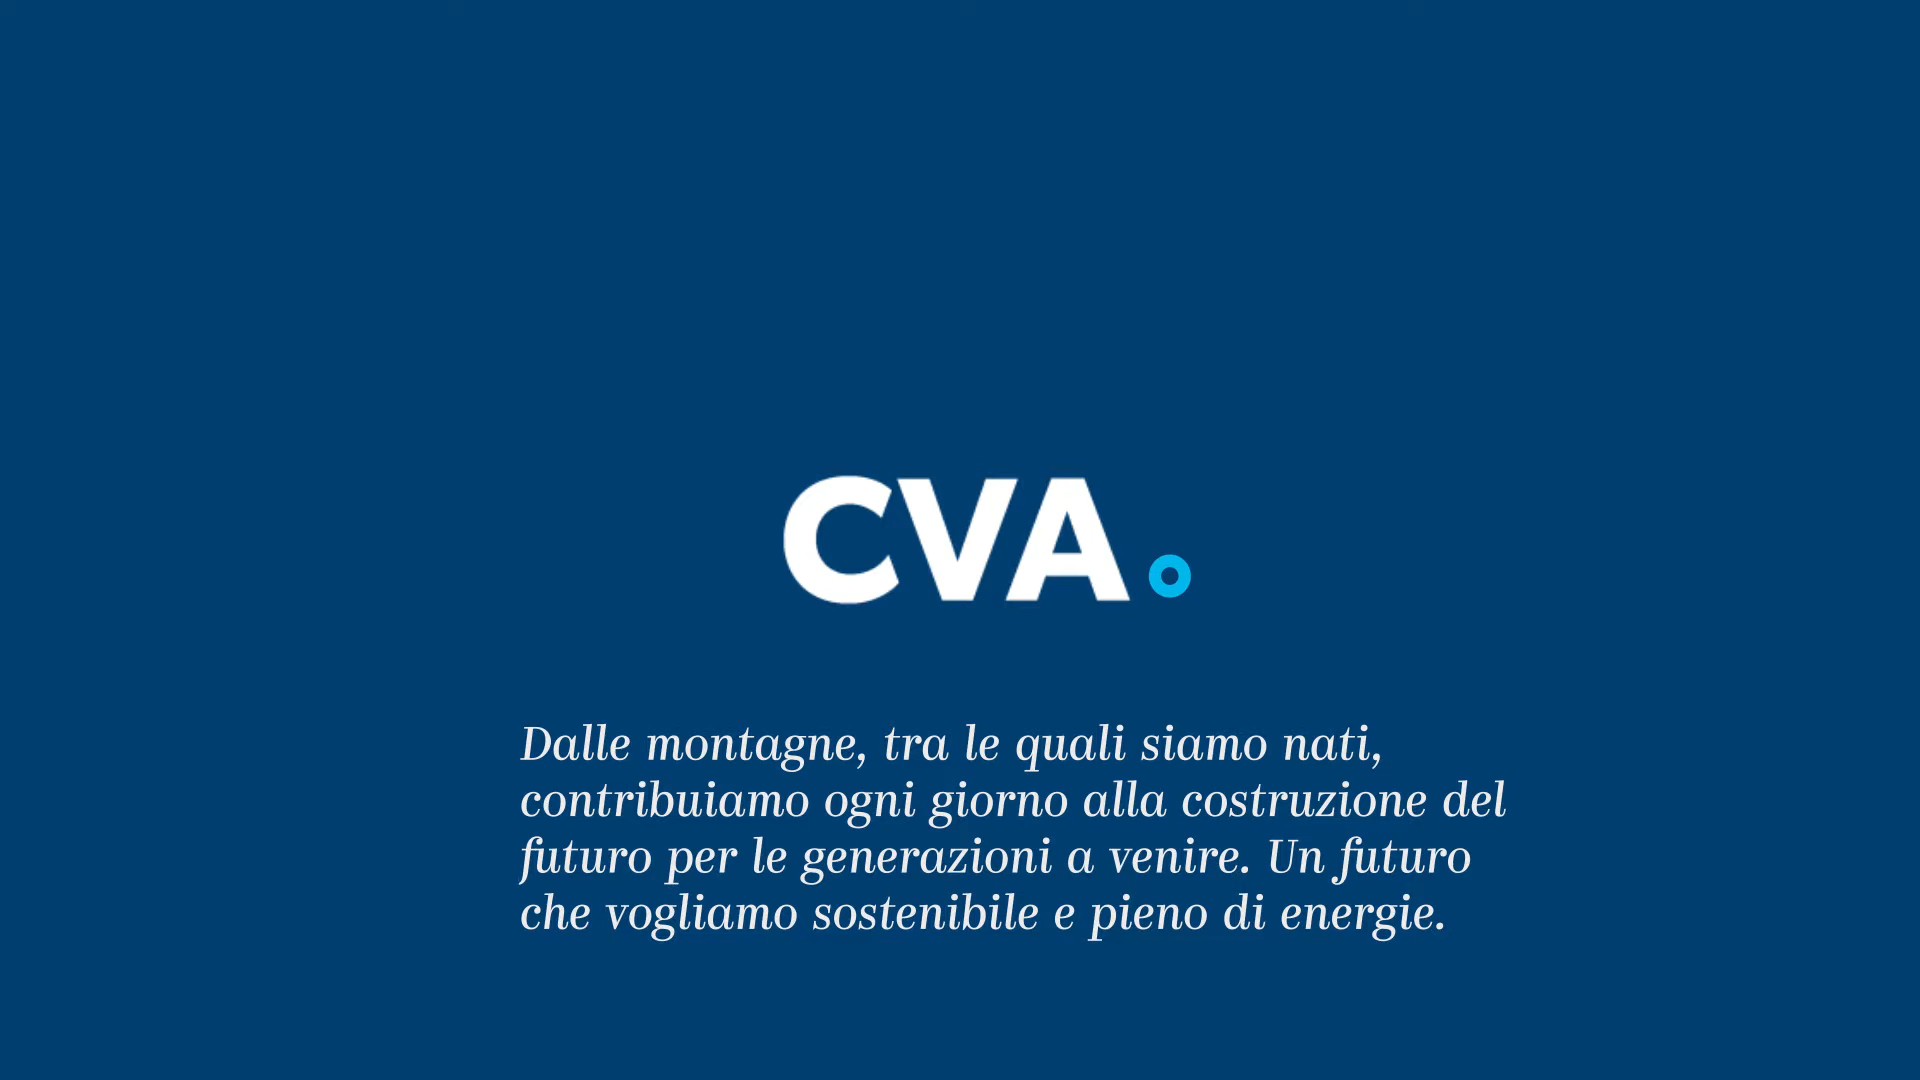 CVA
Dalle montagne, tra le quali siamo nati,
contribuiamo ogni giorno alla costruzione del
futuro per le generazioni a venire. Un futuro
che vogliamo sostenibile e pieno di energie.